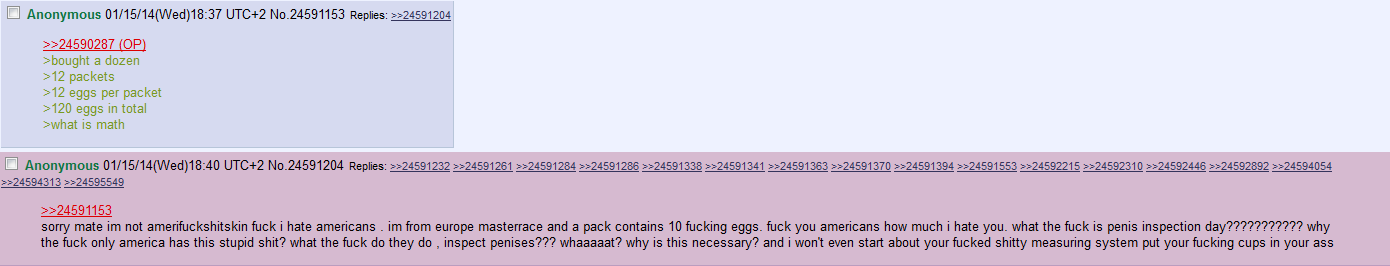 Anonymous 01/15/14(Wed)18:37 UTC+2 No.24591153 Replies: >>24591204
>>24590287 (OP)
>bought a dozen
>12 packets
>12 eggs per packet
>120 eggs in total
>what is math
Anonymous 01/15/14(Wed)18:40 UTC+2 No.24591204 Replies: >>24591232 >>24591261 >>24591284 >>24591286 >>24591338 >>24591341 >>24591363 >>24591370 >>24591394 >>24591553 >>24592215 >>24592310 >>24592446 >>24592892 >>24594054
>>24594313 >>24595549
>>24591153
sorry mate im not amerifuckshitskin fuck i hate americans . im from europe masterrace and a pack contains 10 fucking eggs. fuck you americans how much i hate you. what the fuck is penis inspection day??????????? why
the fuck only america has this stupid shit? what the fuck do they do , inspect penises??? whaaaaat? why is this necessary? and i won't even start about your fucked shitty measuring system put your fucking cups in your ass